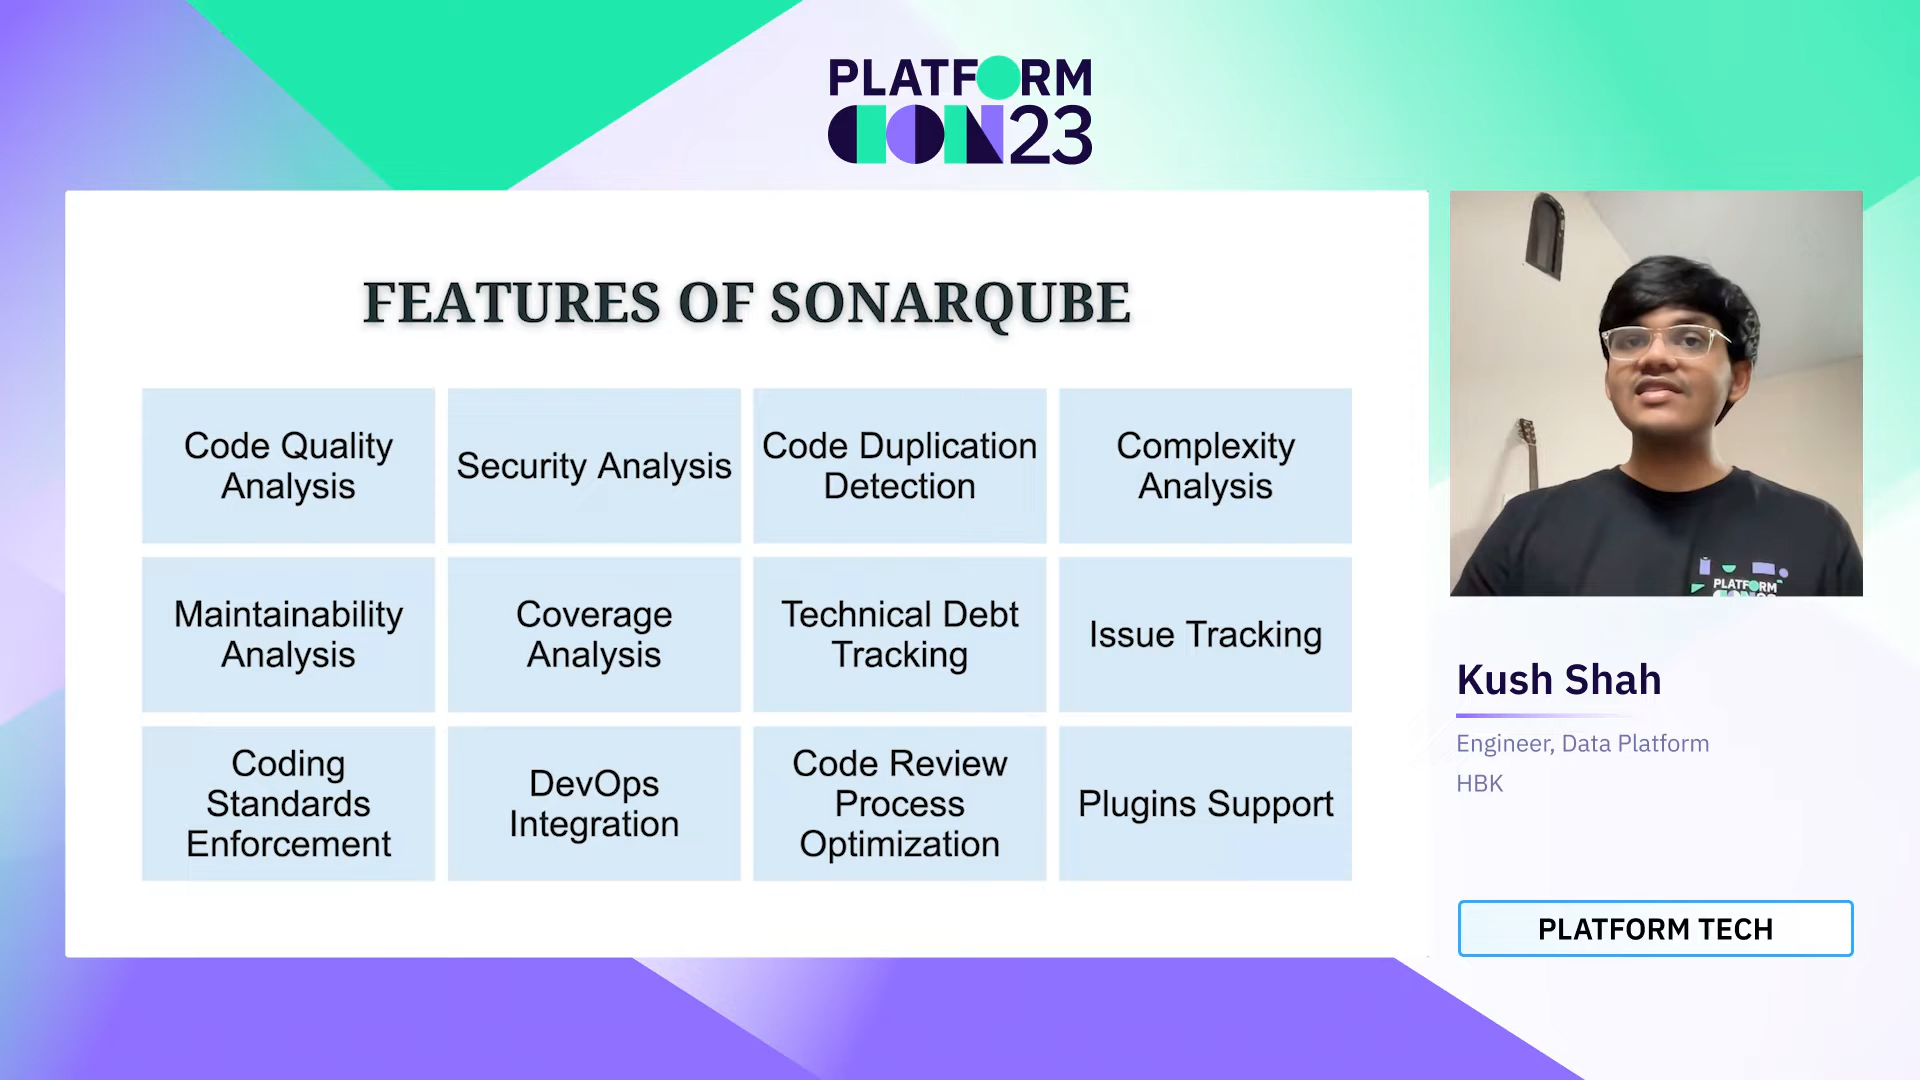 PLATFORM
CON23
FEATURES OF SONARQUBE
Code Quality
Analysis
Security Analysis
Code Duplication
Detection
Complexity
Analysis
Maintainability
Analysis
Coverage
Analysis
Technical Debt
Tracking
Issue Tracking
Coding
Standards
Enforcement
DevOps
Integration
Code Review
Process
Optimization
Plugins Support
PLATFORM
Kush Shah
Engineer, Data Platform
HBK
PLATFORM TECH